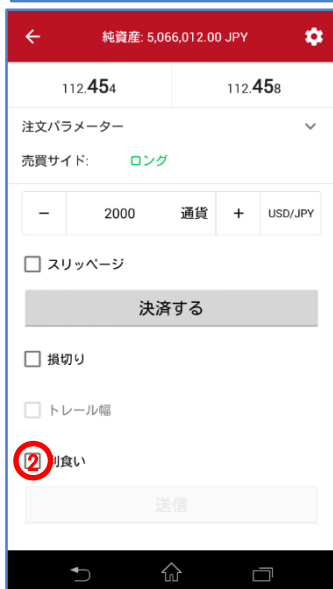 純資産: 5,066,012.00 JPY
112.454 112.458
注文パラメーター
売買サイド: ロング
− 2000 通貨 + USD/JPY
スリッページ
決済する
損切り
トレール幅
② 利食い
送信